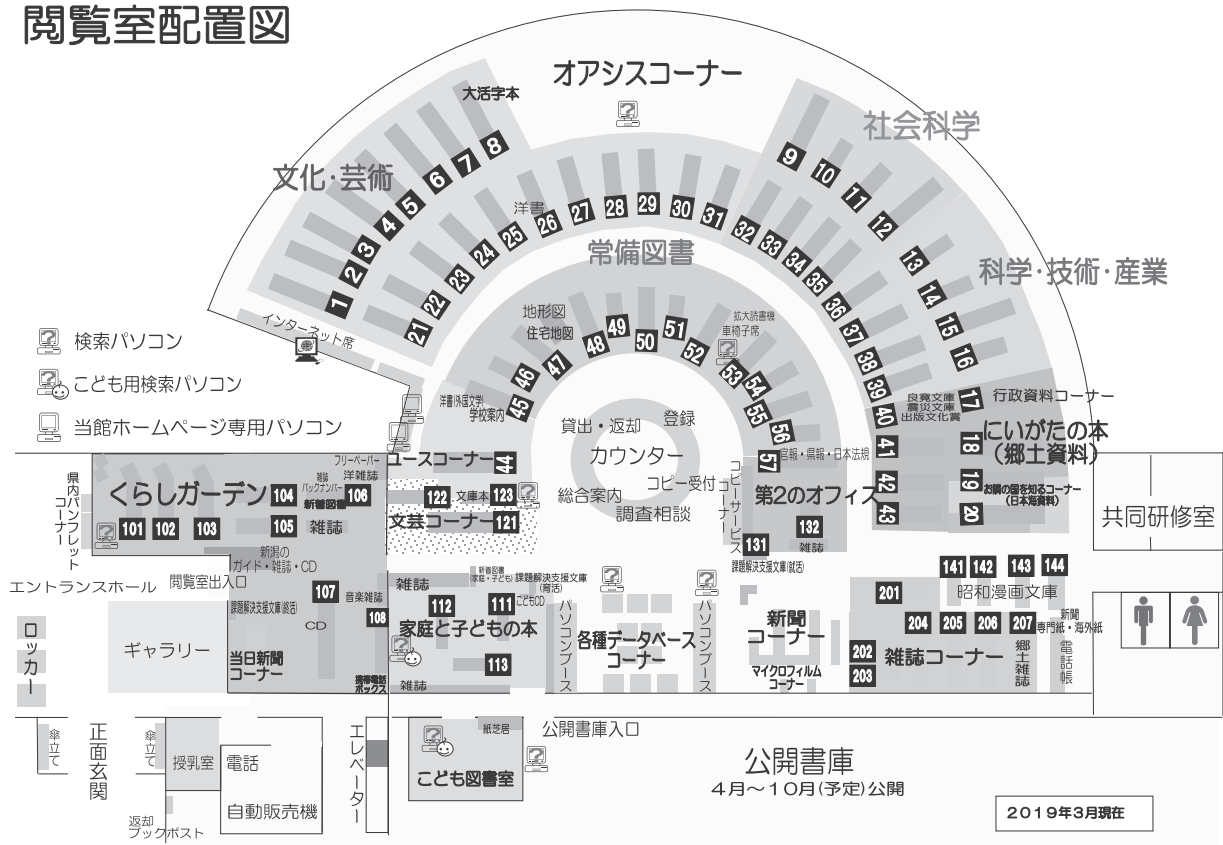 閲覧室配置図
オアシスコーナー
大活字本
社会科学
文化・芸術
科学・技術・産業
洋書
常備図書
1
2
3
4
5
6
7
8
9
10
11
12
13
14
15
16
17
18
19
20
21
22
23
24
25
26
27
28
29
30
31
32
33
34
35
36
37
38
39
40
41
42
43
インターネット席
地形図
住宅地図
拡大読書機
車椅子席
44
45
46
47
48
49
50
51
52
53
54
55
56
57
検索パソコン
こども用検索パソコン
当館ホームページ専用パソコン
洋書(外国文学)
学校案内
貸出・返却
登録
カウンター
総合案内
コピー受付
調査相談
コピーサービス
コーナー
官報・県報・日本法規
第2のオフィス
132
雑誌
131
課題解決支援文庫(就活)
良寛文庫
震災文庫
出版文化賞
行政資料コーナー
にいがたの本
(郷土資料)
お隣の国を知るコーナー
(日本海資料)
共同研修室
県内パンフレット
コーナー
くらしガーデン
101
102
103
104
105
106
フリーペーパー
洋雑誌
雑誌
バックナンバー
新着図書
雑誌
新潟の
ガイド・雑誌・CD
ユースコーナー
122
文庫本
123
文芸コーナー
121
エントランスホール
閲覧室出入口
107
課題解決支援文庫(終活)
音楽雑誌
108
CD
ロッカー
ギャラリー
当日新聞
コーナー
携帯電話
ボックス
雑誌
新着図書
(家庭・子ども)
課題解決支援文庫
(育活)
112
111
こどもCD
家庭と子どもの本
113
雑誌
パソコンブース
各種データベース
コーナー
パソコンブース
新聞
コーナー
マイクロフィルム
コーナー
141
142
143
144
昭和漫画文庫
201
202
203
204
205
206
207
新聞
専門紙・海外紙
雑誌コーナー
郷土雑誌
電話帳
傘立て
正面玄関
傘立て
授乳室
電話
自動販売機
返却
ブックポスト
エレベーター
紙芝居
こども図書室
公開書庫入口
公開書庫
4月〜10月(予定)公開
2019年3月現在